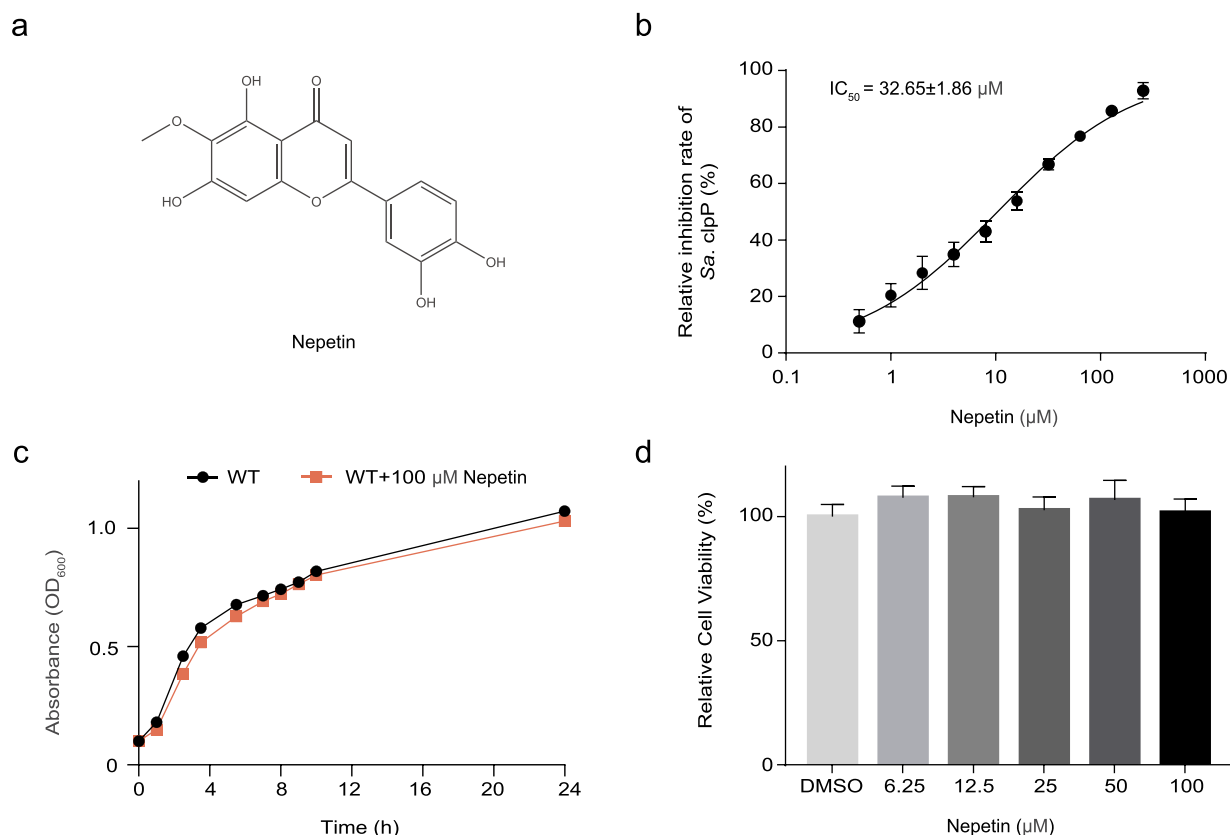 a
OH
O
O
HO
O
OH
OH
Nepetin
b
Relative inhibition rate of
Sa. clpP (%)
IC50 = 32.65±1.86 μM
100
80
60
40
20
0
0.1 1 10 100 1000
Nepetin (μM)
c
WT WT+100 μM Nepetin
Absorbance (OD600)
1.0
0.5
0
0 4 8 12 16 20 24
Time (h)
d
Relative Cell Viability (%)
100
50
0
DMSO 6.25 12.5 25 50 100
Nepetin (μM)